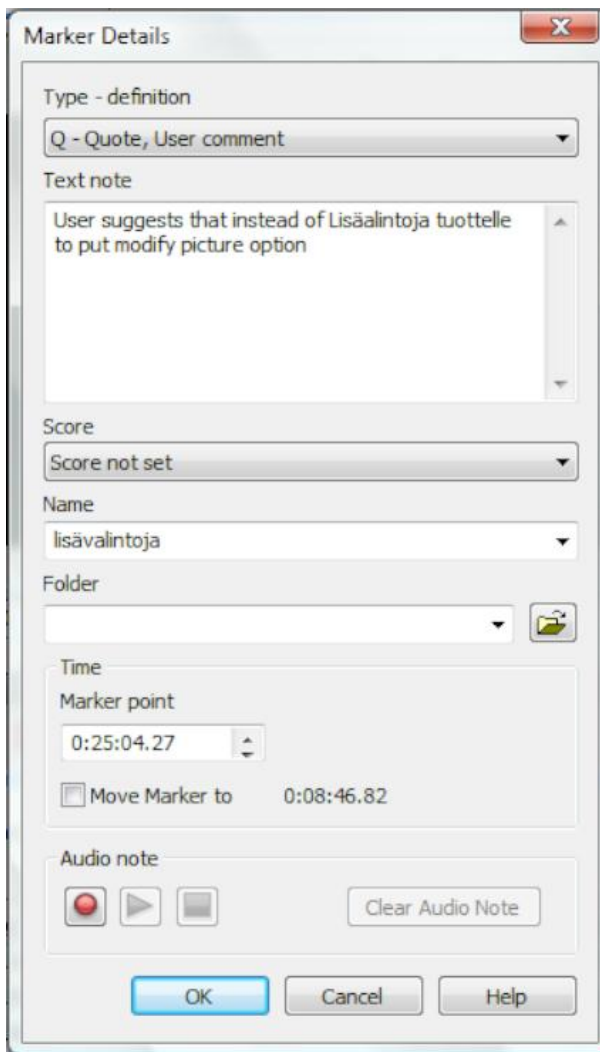 Marker Details
Type - definition
Q - Quote, User comment
Text note
User suggests that instead of Lisäalintoja tuottelle
to put modify picture option
Score
Score not set
Name
lisävalintoja
Folder
Time
Marker point
0:25:04.27
Move Marker to 0:08:46.82
Audio note
Clear Audio Note
OK Cancel Help